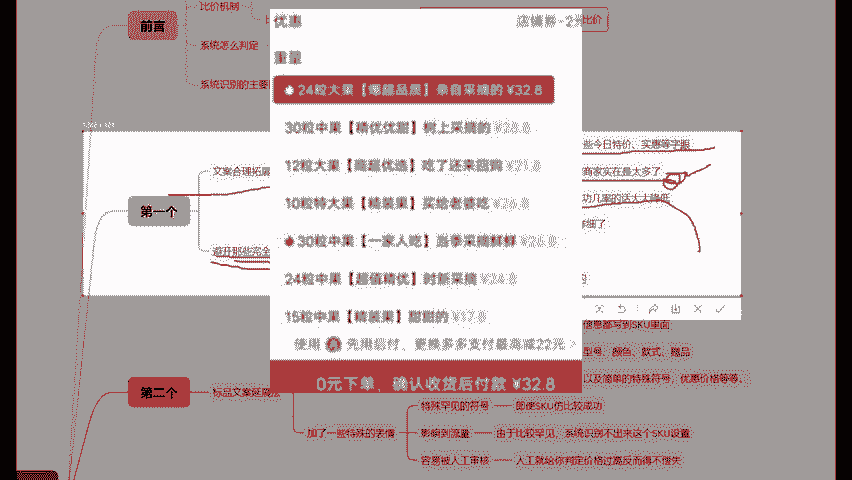 比价机制
前言
系统怎么判定
系统识别的主要
优惠
店铺券-2元
比价
重量
24粒大果【爆甜品质】亲自采摘的 ¥32.8
30粒中果【精优优甜】树上采摘的 ¥28.8
12粒大果【高甜优选】吃了还来回购 ¥21.8
10粒特大果【精装果】买给老婆吃 ¥26.8
30粒中果【一家人吃】当季采摘鲜鲜 ¥26.8
24粒中果【超值精优】时新采摘 ¥24.8
15粒中果【精装果】甜甜的 ¥17.8
使用 先用后付，更换多多支付最高减22元 >
0元下单，确认收货后付款 ¥32.8
第一个
文案合理拓展
避开那些完全
些今日特价、实惠等字眼
商家实在是太多了
功几率的话大大降低
信息都写到SKU里面
型号、颜色、款式、赠品
以及简单的特殊符号，优惠价格等等。
第二个
标品文案延展法
特殊罕见的符号
即使SKU仿比较成功
加了一些特殊的表情
影响到流量
由于比较罕见，系统识别不出来这个SKU设置
容易被人工审核
人工就给你判定价格过高反而得不偿失